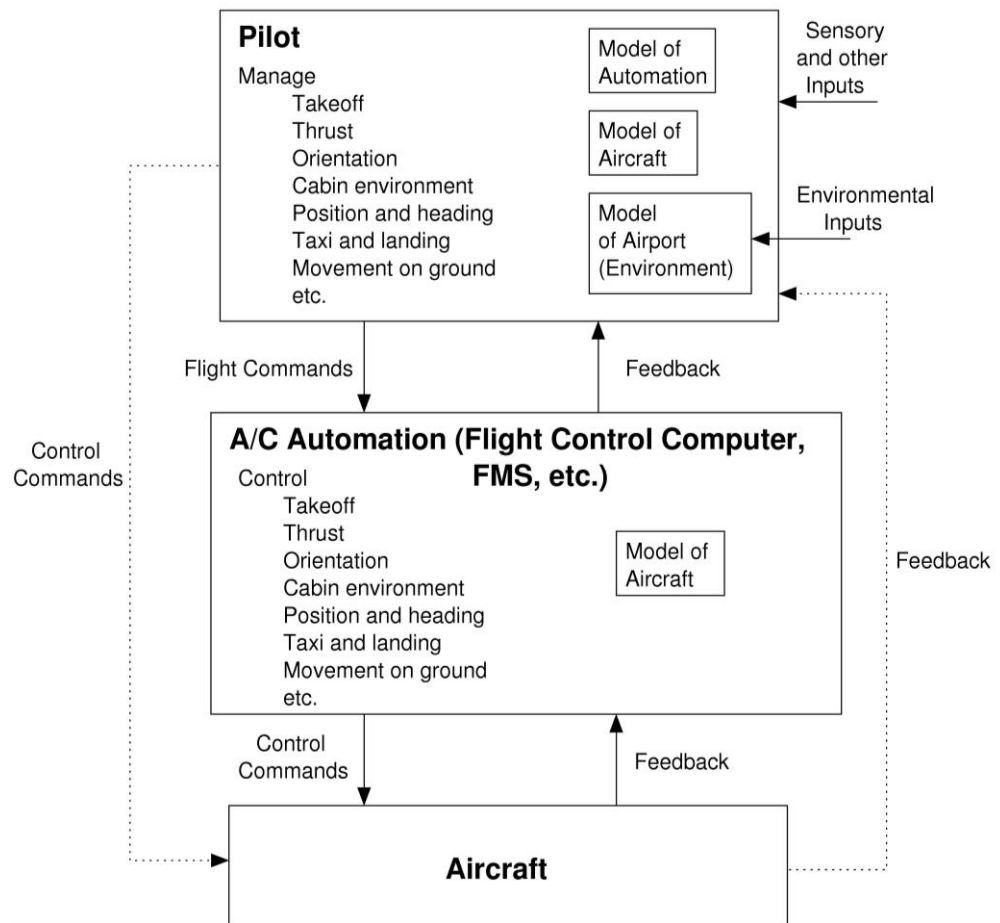 Pilot
Manage
Takeoff
Thrust
Orientation
Cabin environment
Position and heading
Taxi and landing
Movement on ground
etc.
Model of
Automation
Model of
Aircraft
Model
of Airport
(Environment)
Sensory
and other
Inputs
Environmental
Inputs
Flight Commands
Feedback
Control
Commands
A/C Automation (Flight Control Computer,
FMS, etc.)
Control
Takeoff
Thrust
Orientation
Cabin environment
Position and heading
Taxi and landing
Movement on ground
etc.
Model of
Aircraft
Feedback
Control
Commands
Feedback
Aircraft